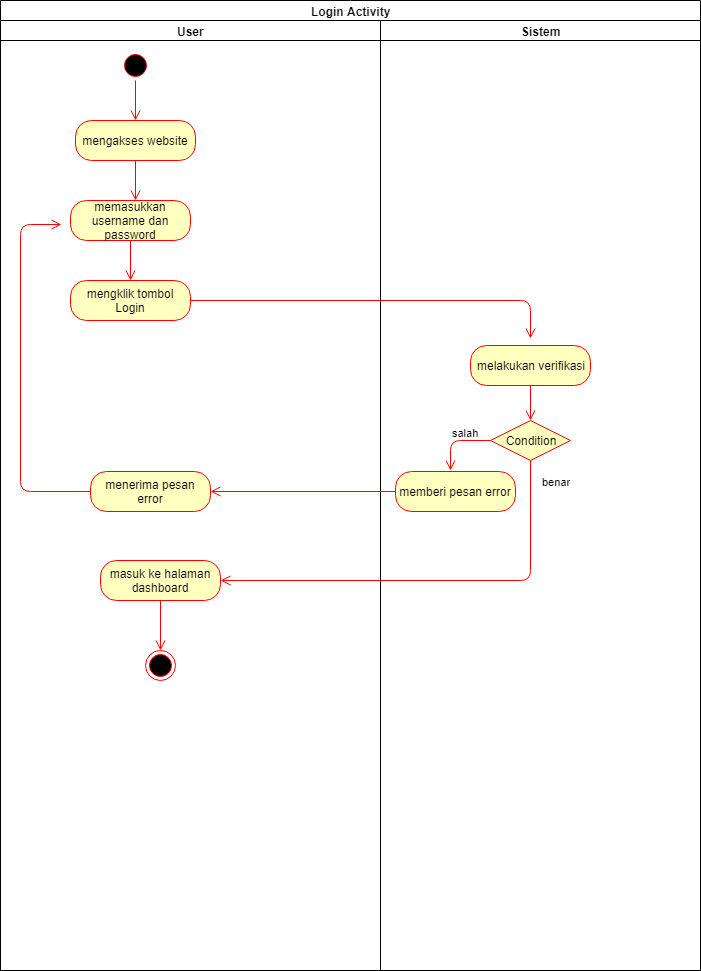 Login Activity
User
Sistem
mengakses website
memasukkan
username dan
password
mengklik tombol
Login
melakukan verifikasi
Condition
salah
benar
memberi pesan error
menerima pesan
error
masuk ke halaman
dashboard